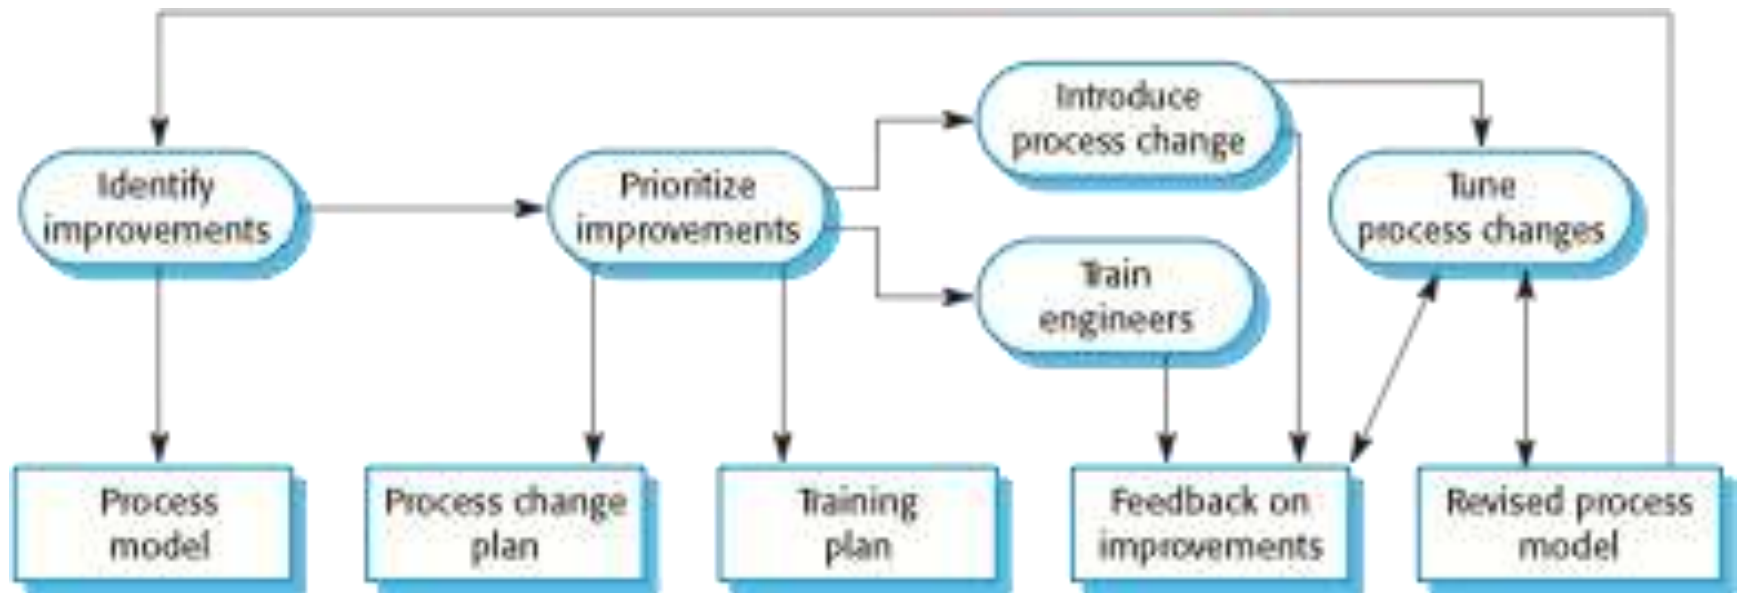 Introduce
process change
Identify
improvements
Prioritize
improvements
Tune
process changes
Train
engineers
Process
model
Process change
plan
Training
plan
Feedback on
improvements
Revised process
model